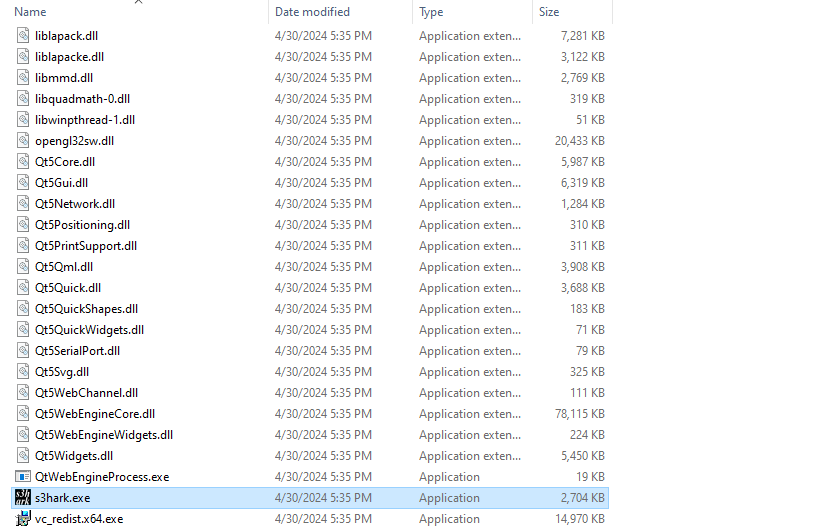 Name Date modified Type Size
liblapack.dll 4/30/2024 5:35 PM Application exten... 7,281 KB
liblapacke.dll 4/30/2024 5:35 PM Application exten... 3,122 KB
libmmd.dll 4/30/2024 5:35 PM Application exten... 2,769 KB
libquadmath-0.dll 4/30/2024 5:35 PM Application exten... 319 KB
libwinpthread-1.dll 4/30/2024 5:35 PM Application exten... 51 KB
opengl32sw.dll 4/30/2024 5:35 PM Application exten... 20,433 KB
Qt5Core.dll 4/30/2024 5:35 PM Application exten... 5,987 KB
Qt5Gui.dll 4/30/2024 5:35 PM Application exten... 6,319 KB
Qt5Network.dll 4/30/2024 5:35 PM Application exten... 1,284 KB
Qt5Positioning.dll 4/30/2024 5:35 PM Application exten... 310 KB
Qt5PrintSupport.dll 4/30/2024 5:35 PM Application exten... 311 KB
Qt5Qml.dll 4/30/2024 5:35 PM Application exten... 3,908 KB
Qt5Quick.dll 4/30/2024 5:35 PM Application exten... 3,688 KB
Qt5QuickShapes.dll 4/30/2024 5:35 PM Application exten... 183 KB
Qt5QuickWidgets.dll 4/30/2024 5:35 PM Application exten... 71 KB
Qt5SerialPort.dll 4/30/2024 5:35 PM Application exten... 79 KB
Qt5Svg.dll 4/30/2024 5:35 PM Application exten... 325 KB
Qt5WebChannel.dll 4/30/2024 5:35 PM Application exten... 111 KB
Qt5WebEngineCore.dll 4/30/2024 5:35 PM Application exten... 78,115 KB
Qt5WebEngineWidgets.dll 4/30/2024 5:35 PM Application exten... 224 KB
Qt5Widgets.dll 4/30/2024 5:35 PM Application exten... 5,450 KB
QtWebEngineProcess.exe 4/30/2024 5:35 PM Application 19 KB
s3hark.exe 4/30/2024 5:35 PM Application 2,704 KB
vc_redist.x64.exe 4/30/2024 5:35 PM Application 14,970 KB